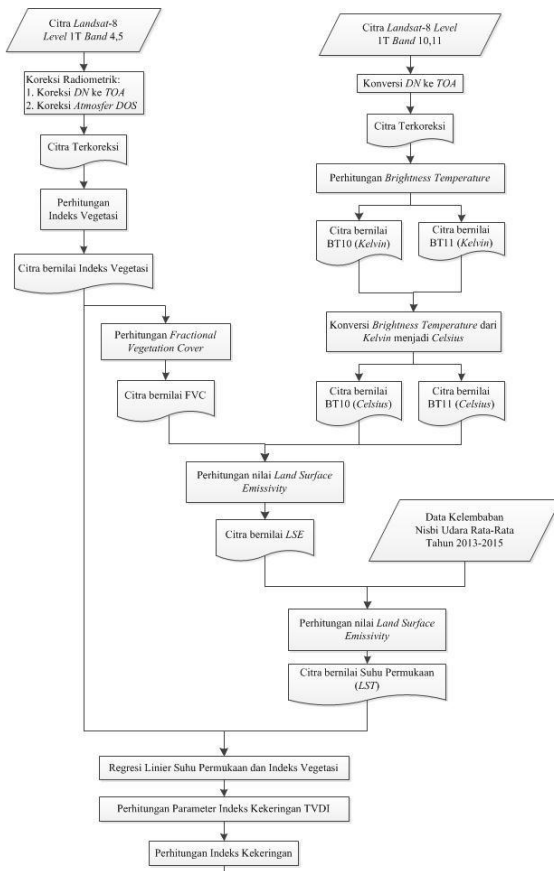 Citra Landsat-8
Level 1T Band 4,5
Koreksi Radiometrik:
1. Koreksi DN ke TOA
2. Koreksi Atmosfer DOS
Citra Terkoreksi
Perhitungan
Indeks Vegetasi
Citra bernilai Indeks Vegetasi
Citra Landsat-8 Level
1T Band 10,11
Konversi DN ke TOA
Citra Terkoreksi
Perhitungan Brightness Temperature
Citra bernilai
BT10 (Kelvin)
Citra bernilai
BT11 (Kelvin)
Perhitungan Fractional
Vegetation Cover
Citra bernilai FVC
Konversi Brightness Temperature dari
Kelvin menjadi Celsius
Citra bernilai
BT10 (Celsius)
Citra bernilai
BT11 (Celsius)
Perhitungan nilai Land Surface
Emissivity
Citra bernilai LSE
Data Kelembaban
Nisbi Udara Rata-Rata
Tahun 2013-2015
Perhitungan nilai Land Surface
Emissivity
Citra bernilai Suhu Permukaan
(LST)
Regresi Linier Suhu Permukaan dan Indeks Vegetasi
Perhitungan Parameter Indeks Kekeringan TVDI
Perhitungan Indeks Kekeringan